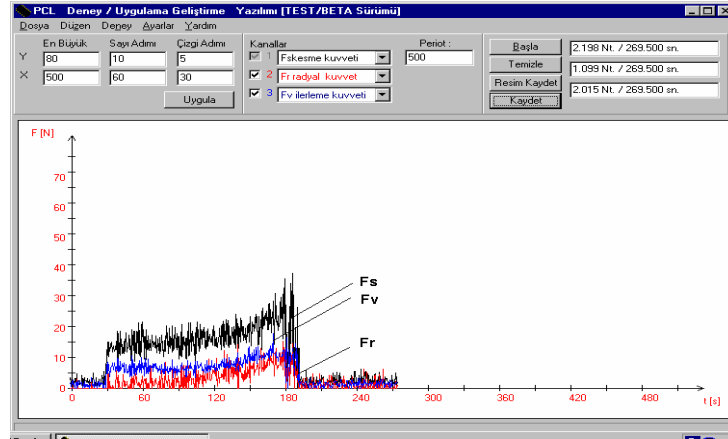 PCL Deney / Uygulama Geliştirme Yazılımı [TEST/BETA Sürümü]
Dosya Düzen Deney Ayarlar Yardım
En Büyük Sayı Adımı Çizgi Adımı
Y 80 10 5
X 500 60 30
Uygula
Kanallar
1 Fskesme kuvveti
2 Fr radyal kuvvet
3 Fv ilerleme kuvveti
Periot :
500
Başla
Temizle
Resim Kaydet
Kaydet
2.198 Nt. / 269.500 sn.
1.099 Nt. / 269.500 sn.
2.015 Nt. / 269.500 sn.
F [N]
70
60
50
40
30
20
10
0
Fs
Fv
Fr
0 60 120 180 240 300 360 420 480
t [s]